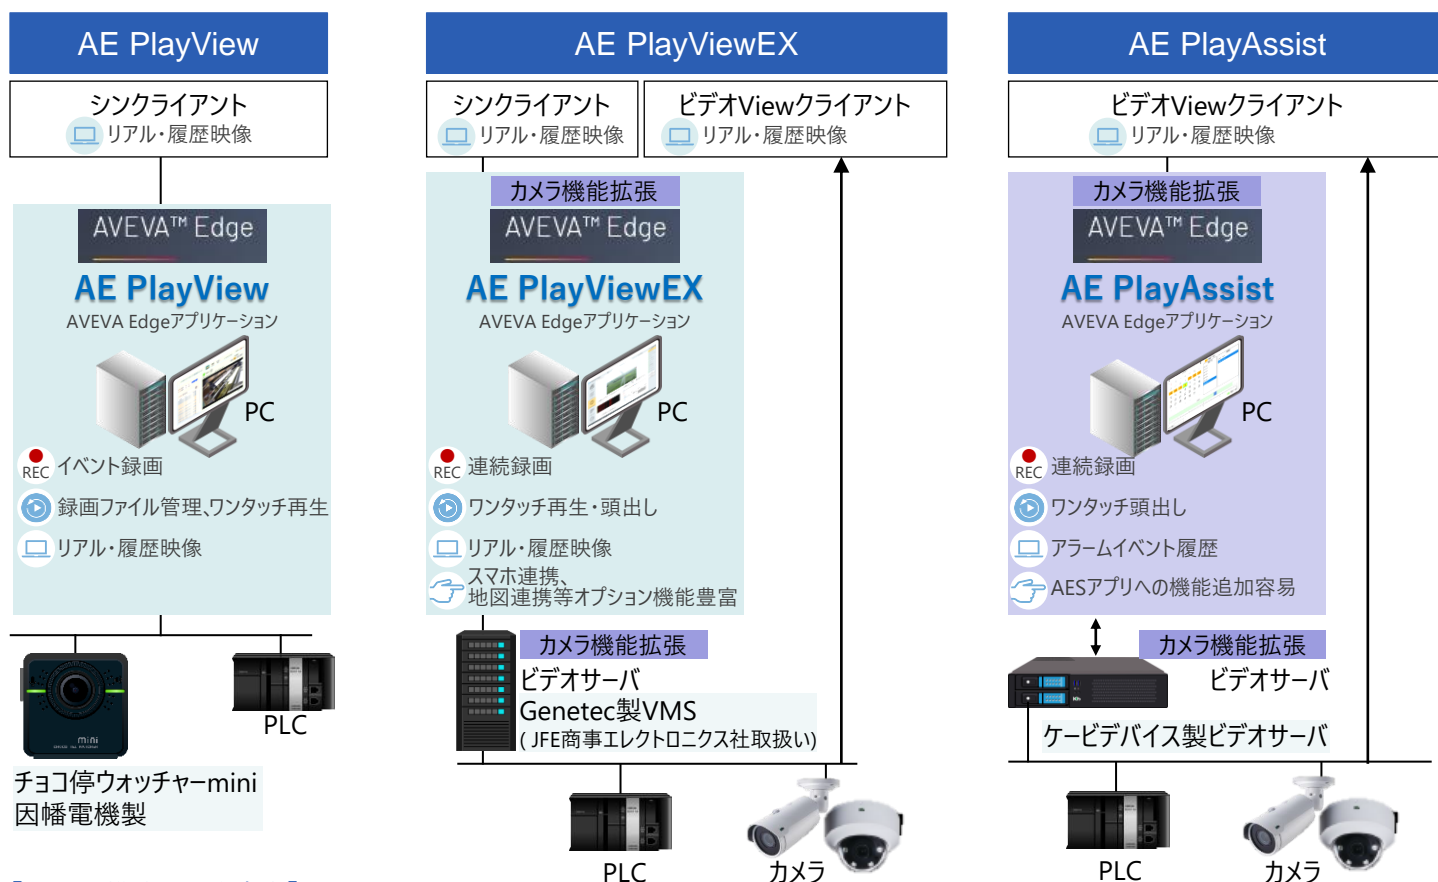 AE PlayView
シンクライアント
リアル・履歴映像
AVEVA™ Edge
AE PlayView
AVEVA Edgeアプリケーション
PC
REC イベント録画
録画ファイル管理、ワンタッチ再生
リアル・履歴映像
mini
PLC
チョコ停ウォッチャーmini
因幡電機製
AE PlayViewEX
シンクライアント
リアル・履歴映像
ビデオViewクライアント
リアル・履歴映像
カメラ機能拡張
AVEVA™ Edge
AE PlayViewEX
AVEVA Edgeアプリケーション
PC
REC 連続録画
ワンタッチ再生・頭出し
リアル・履歴映像
スマホ連携、
地図連携等オプション機能豊富
カメラ機能拡張
ビデオサーバ
Genetec製VMS
( JFE商事エレクトロニクス社取扱い)
PLC
カメラ
AE PlayAssist
ビデオViewクライアント
リアル・履歴映像
カメラ機能拡張
AVEVA™ Edge
AE PlayAssist
AVEVA Edgeアプリケーション
PC
REC 連続録画
ワンタッチ頭出し
アラームイベント履歴
AESアプリへの機能追加容易
カメラ機能拡張
ビデオサーバ
ケービデバイス製ビデオサーバ
PLC
カメラ